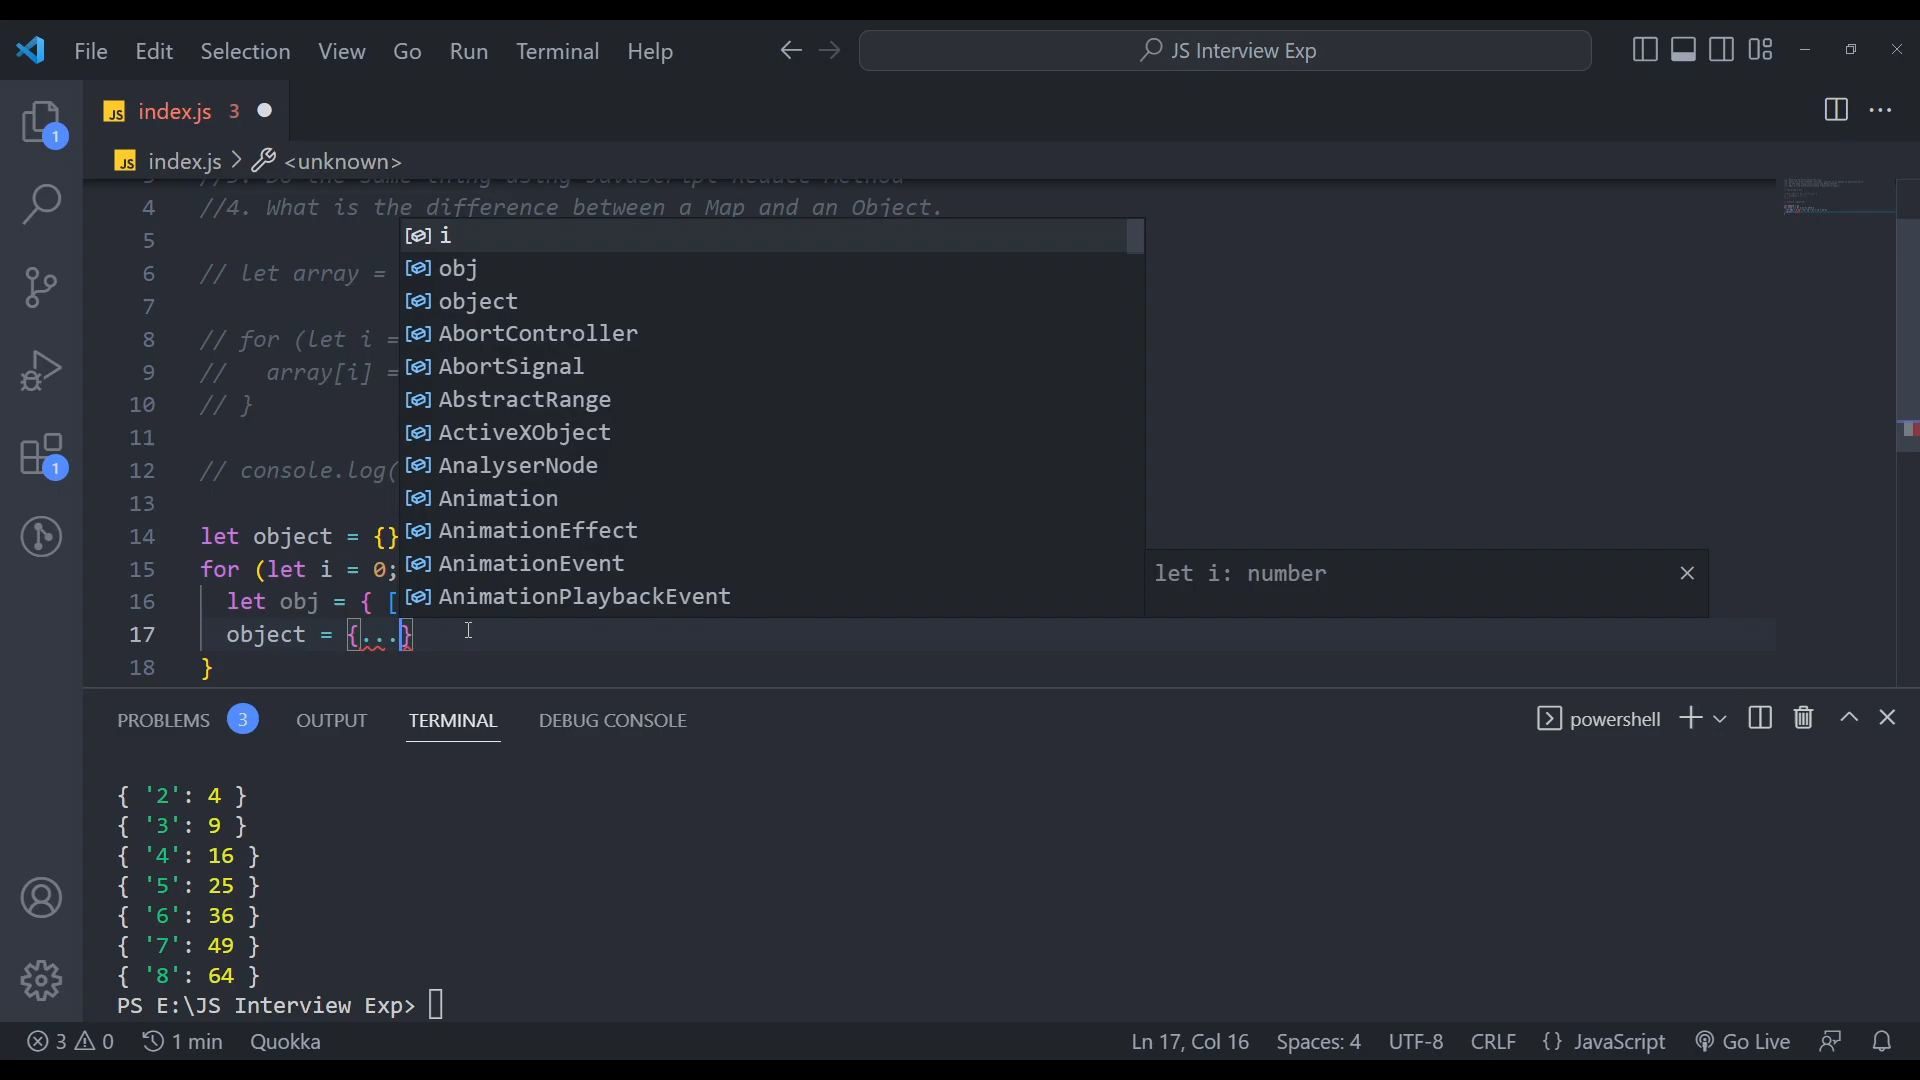 File Edit Selection View Go Run Terminal Help
JS Interview Exp
JS index.js 3
JS index.js > <unknown>
4 //4. What is the difference between a Map and an Object.
5
6 // let array =
7
8 // for (let i =
9 // array[i] =
10 // }
11
12 // console.log(
13
14 let object = {}
15 for (let i = 0;
16 let obj = { [
17 object = {...}
18 }
i
obj
object
AbortController
AbortSignal
AbstractRange
ActiveXObject
AnalyserNode
Animation
AnimationEffect
AnimationEvent
AnimationPlaybackEvent
let i: number
PROBLEMS 3 OUTPUT TERMINAL DEBUG CONSOLE
powershell
{ '2': 4 }
{ '3': 9 }
{ '4': 16 }
{ '5': 25 }
{ '6': 36 }
{ '7': 49 }
{ '8': 64 }
PS E:\JS Interview Exp>
1
1
3 0 1 min Quokka
Ln 17, Col 16 Spaces: 4 UTF-8 CRLF {} JavaScript Go Live